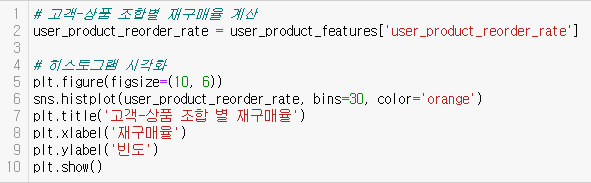 1 # 고객-상품 조합별 재구매율 계산
2 user_product_reorder_rate = user_product_features['user_product_reorder_rate']
3
4 # 히스토그램 시각화
5 plt.figure(figsize=(10, 6))
6 sns.histplot(user_product_reorder_rate, bins=30, color='orange')
7 plt.title('고객-상품 조합 별 재구매율')
8 plt.xlabel('재구매율')
9 plt.ylabel('빈도')
10 plt.show()